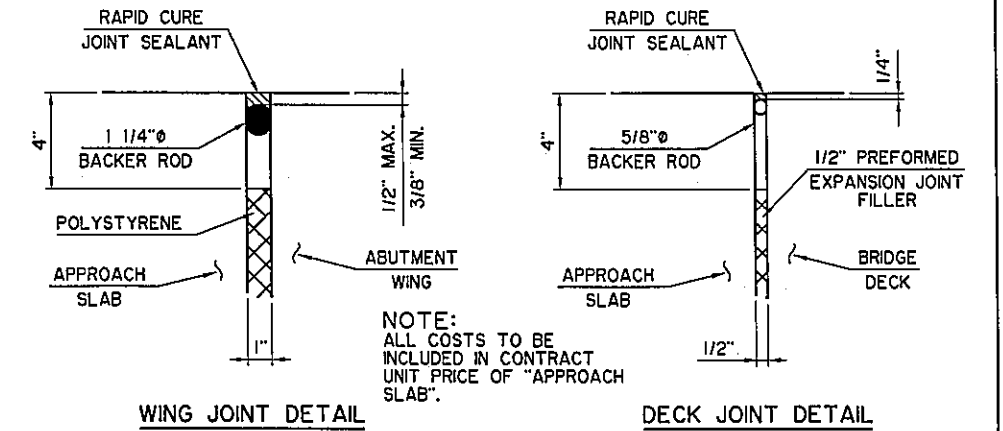 RAPID CURE
JOINT SEALANT
4"
1 1/4"Ø
BACKER ROD
1/2" MAX.
3/8" MIN.
POLYSTYRENE
APPROACH
SLAB
ABUTMENT
WING
1"
WING JOINT DETAIL
NOTE:
ALL COSTS TO BE
INCLUDED IN CONTRACT
UNIT PRICE OF "APPROACH
SLAB".
RAPID CURE
JOINT SEALANT
1/4"
4"
5/8"Ø
BACKER ROD
1/2" PREFORMED
EXPANSION JOINT
FILLER
APPROACH
SLAB
BRIDGE
DECK
1/2"
DECK JOINT DETAIL